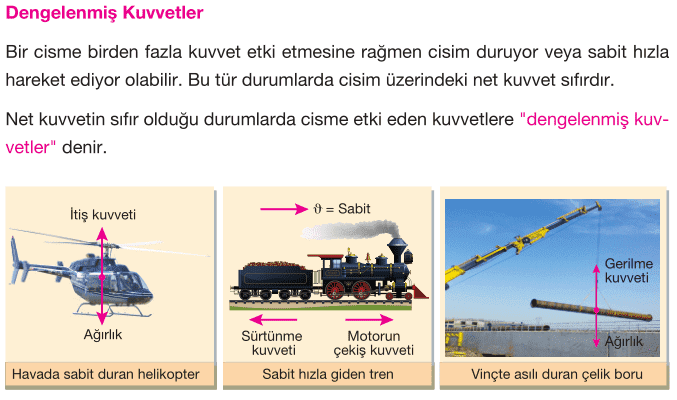 Dengelenmiş Kuvvetler
Bir cisme birden fazla kuvvet etki etmesine rağmen cisim duruyor veya sabit hızla
hareket ediyor olabilir. Bu tür durumlarda cisim üzerindeki net kuvvet sıfırdır.
Net kuvvetin sıfır olduğu durumlarda cisme etki eden kuvvetlere "dengelenmiş kuv-
vetler" denir.
İtiş kuvveti
Ağırlık
Havada sabit duran helikopter
ϑ = Sabit
Sürtünme
kuvveti
Motorun
çekiş kuvveti
Sabit hızla giden tren
Gerilme
kuvveti
Ağırlık
Vinçte asılı duran çelik boru